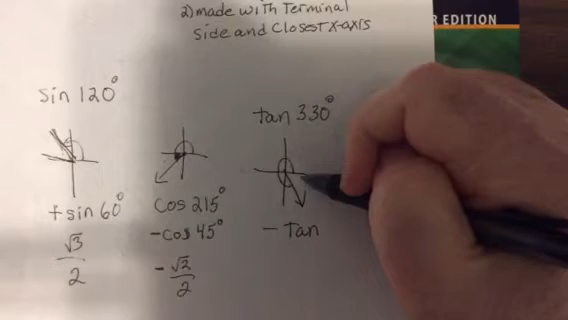 2) made with Terminal
side and closest x-axis
R EDITION
sin 120°
+sin 60°
√3
2
cos 215°
-cos 45°
-√2
2
tan 330°
- Tan